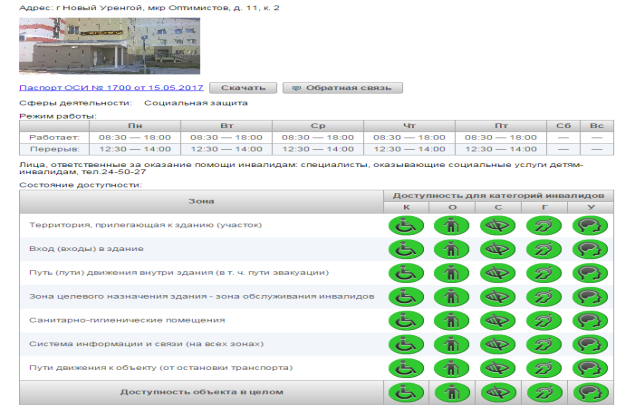 Адрес: г Новый Уренгой, мкр Оптимистов, д. 11, к. 2
Паспорт ОСИ № 1700 от 15.05.2017 Скачать Обратная связь
Сферы деятельности: Социальная защита
Режим работы:
Пн Вт Ср Чт Пт Сб Вс
Работает: 08:30 — 18:00 08:30 — 18:00 08:30 — 18:00 08:30 — 18:00 08:30 — 18:00 — —
Перерыв: 12:30 — 14:00 12:30 — 14:00 12:30 — 14:00 12:30 — 14:00 12:30 — 14:00 — —
Лица, ответственные за оказание помощи инвалидам: специалисты, оказывающие социальные услуги детям-
инвалидам, тел.24-50-27
Состояние доступности:
Зона Доступность для категорий инвалидов
К О С Г У
Территория, прилегающая к зданию (участок)
Вход (входы) в здание
Путь (пути) движения внутри здания (в т. ч. пути эвакуации)
Зона целевого назначения здания - зона обслуживания инвалидов
Санитарно-гигиенические помещения
Система информации и связи (на всех зонах)
Пути движения к объекту (от остановки транспорта)
Доступность объекта в целом